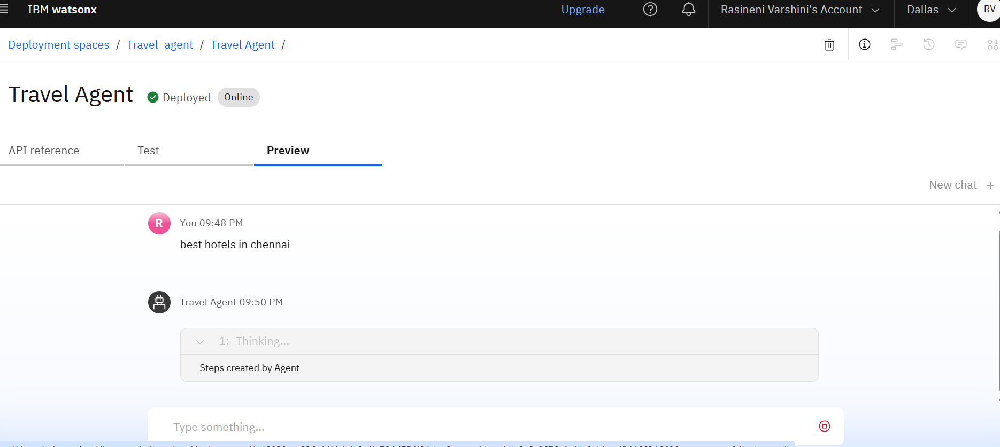 IBM watsonx
Upgrade
Rasineni Varshini's Account
Dallas
RV
Deployment spaces / Travel_agent / Travel Agent /
Travel Agent
Deployed
Online
API reference
Test
Preview
New chat +
R
You 09:48 PM
best hotels in chennai
Travel Agent 09:50 PM
1: Thinking...
Steps created by Agent
Type something...